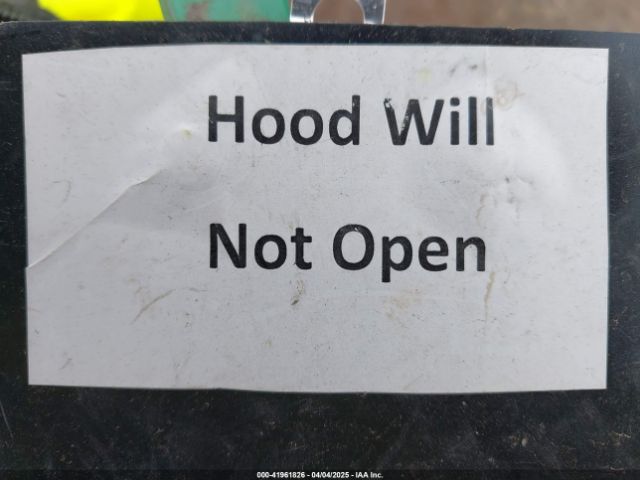 Hood Will
Not Open
000-41961826 - 04/04/2025 - IAA Inc.